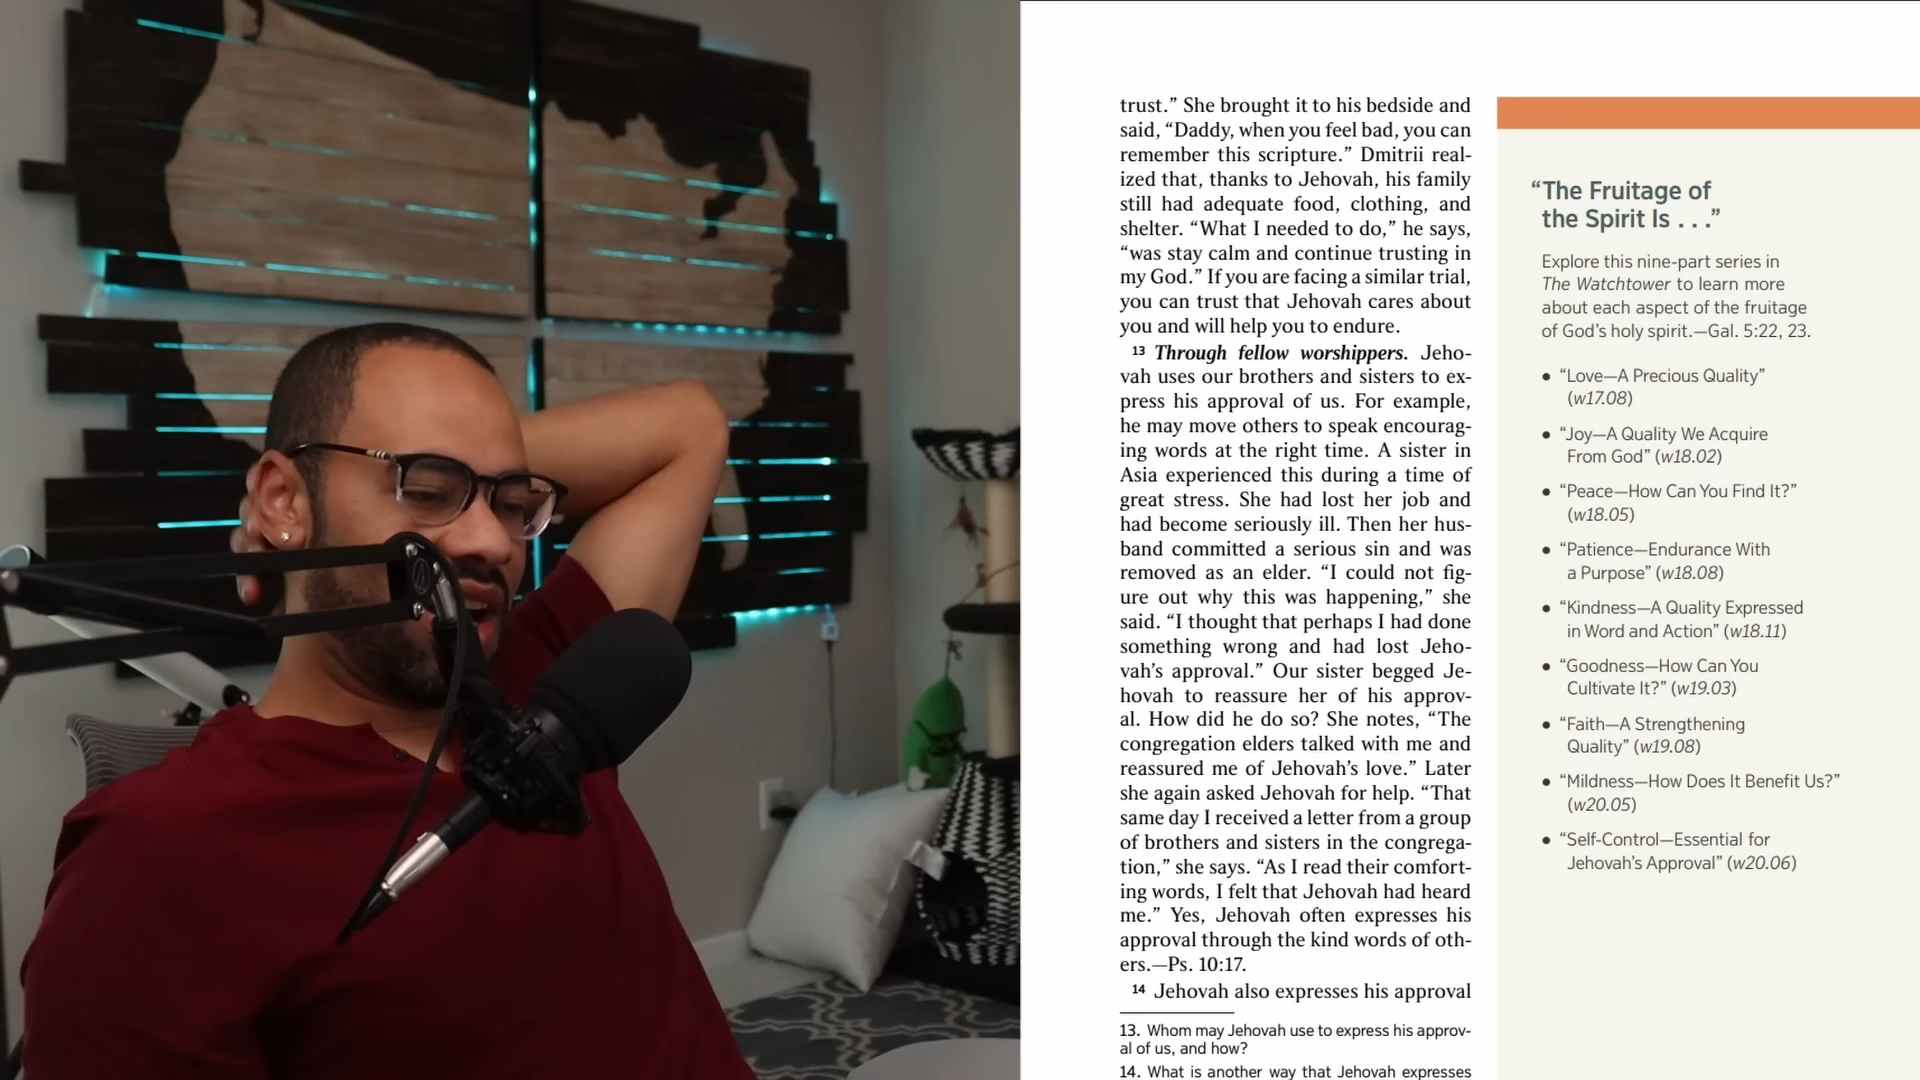 trust.” She brought it to his bedside and
said, “Daddy, when you feel bad, you can
remember this scripture.” Dmitrii real-
ized that, thanks to Jehovah, his family
still had adequate food, clothing, and
shelter. “What I needed to do,” he says,
“was stay calm and continue trusting in
my God.” If you are facing a similar trial,
you can trust that Jehovah cares about
you and will help you to endure.
13 Through fellow worshippers. Jeho-
vah uses our brothers and sisters to ex-
press his approval of us. For example,
he may move others to speak encourag-
ing words at the right time. A sister in
Asia experienced this during a time of
great stress. She had lost her job and
had become seriously ill. Then her hus-
band committed a serious sin and was
removed as an elder. “I could not fig-
ure out why this was happening,” she
said. “I thought that perhaps I had done
something wrong and had lost Jeho-
vah’s approval.” Our sister begged Je-
hovah to reassure her of his approv-
al. How did he do so? She notes, “The
congregation elders talked with me and
reassured me of Jehovah’s love.” Later
she again asked Jehovah for help. “That
same day I received a letter from a group
of brothers and sisters in the congrega-
tion,” she says. “As I read their comfort-
ing words, I felt that Jehovah had heard
me.” Yes, Jehovah often expresses his
approval through the kind words of oth-
ers.—Ps. 10:17.
14 Jehovah also expresses his approval
13. Whom may Jehovah use to express his approv-
al of us, and how?
14. What is another way that Jehovah expresses
“The Fruitage of
the Spirit Is . . .”
Explore this nine-part series in
The Watchtower to learn more
about each aspect of the fruitage
of God’s holy spirit.—Gal. 5:22, 23.
● “Love—A Precious Quality”
(w17.08)
● “Joy—A Quality We Acquire
From God” (w18.02)
● “Peace—How Can You Find It?”
(w18.05)
● “Patience—Endurance With
a Purpose” (w18.08)
● “Kindness—A Quality Expressed
in Word and Action” (w18.11)
● “Goodness—How Can You
Cultivate It?” (w19.03)
● “Faith—A Strengthening
Quality” (w19.08)
● “Mildness—How Does It Benefit Us?”
(w20.05)
● “Self-Control—Essential for
Jehovah’s Approval” (w20.06)